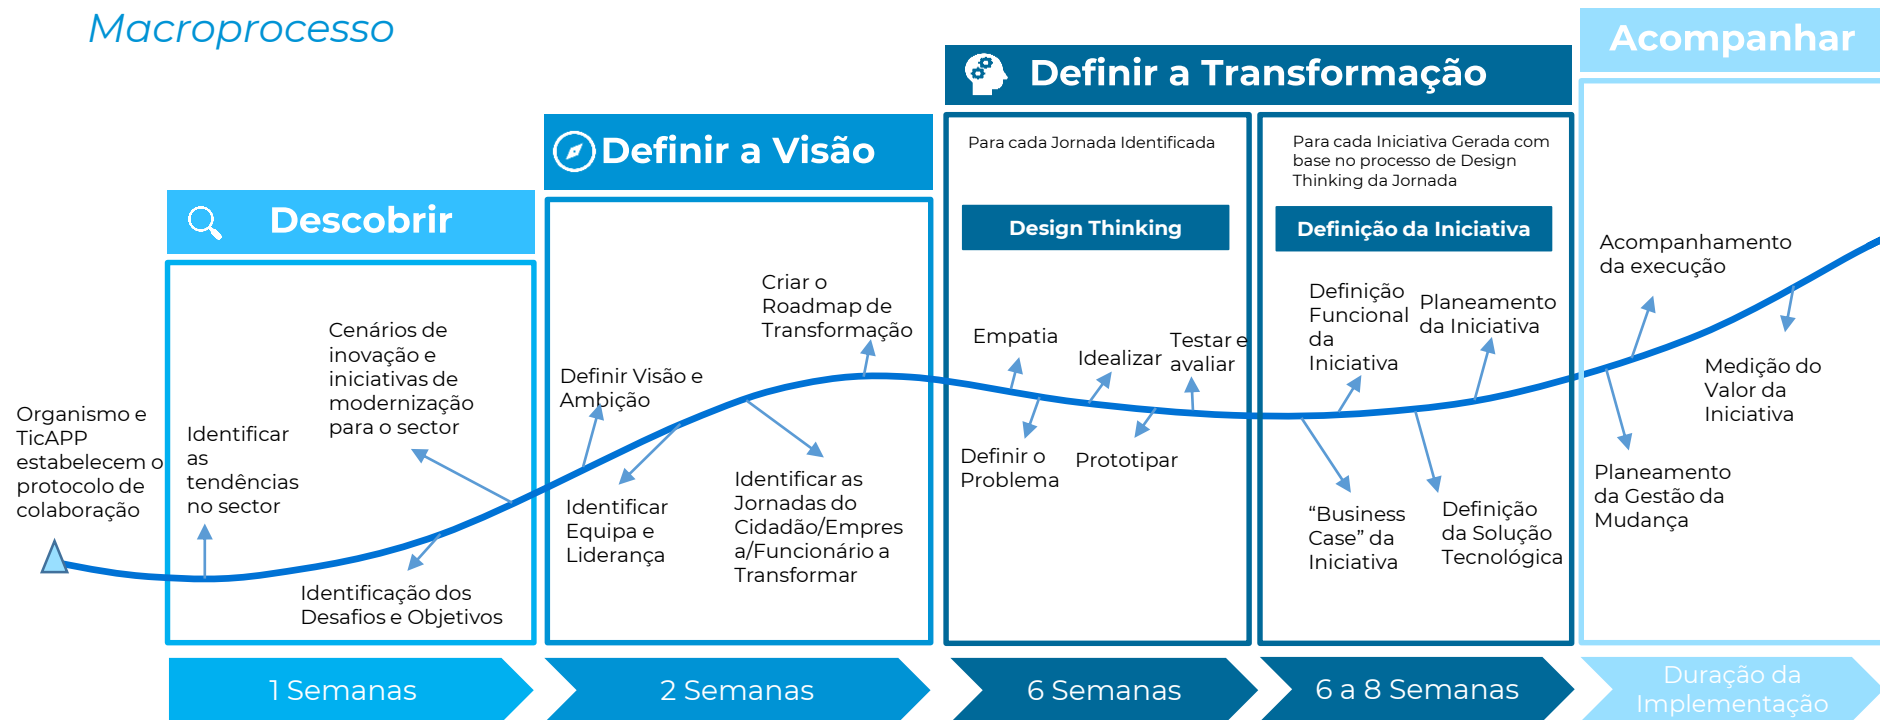 Macroprocesso
Organismo e
TicAPP
estabelecem o
protocolo de
colaboração
Descobrir
Identificar
as
tendências
no sector
Cenários de
inovação e
iniciativas de
modernização
para o sector
Identificação dos
Desafios e Objetivos
1 Semanas
Definir a Visão
Definir Visão e
Ambição
Identificar
Equipa e
Liderança
Criar o
Roadmap de
Transformação
Identificar as
Jornadas do
Cidadão/Empres
a/Funcionário a
Transformar
2 Semanas
Definir a Transformação
Para cada Jornada Identificada
Design Thinking
Empatia
Definir o
Problema
Idealizar
Prototipar
Testar e
avaliar
6 Semanas
Para cada Iniciativa Gerada com
base no processo de Design
Thinking da Jornada
Definição da Iniciativa
Definição
Funcional
da
Iniciativa
"Business
Case” da
Iniciativa
Planeamento
da Iniciativa
Definição
da Solução
Tecnológica
6 a 8 Semanas
Acompanhar
Acompanhamento
da execução
Planeamento
da Gestão da
Mudança
Medição do
Valor da
Iniciativa
Duração da
Implementação